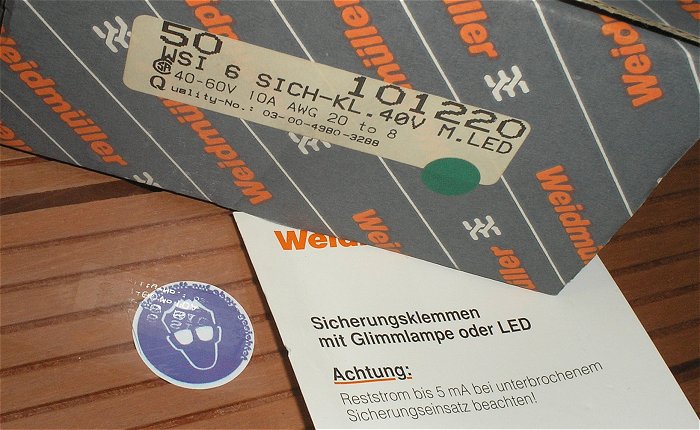 50 101220
WSI 6 SICH-KL.40V M.LED
40-60V 10A AWG 20 to 8
Quality-No.: 03-00-4980-3288
Weidmüller
Weidmüller
Weidmüller
Weidmüller
Weidmüller
Weidmüller
Sicherungsklemmen
mit Glimmlampe oder LED
Achtung:
Reststrom bis 5 mA bei unterbrochenem
Sicherungseinsatz beachten!